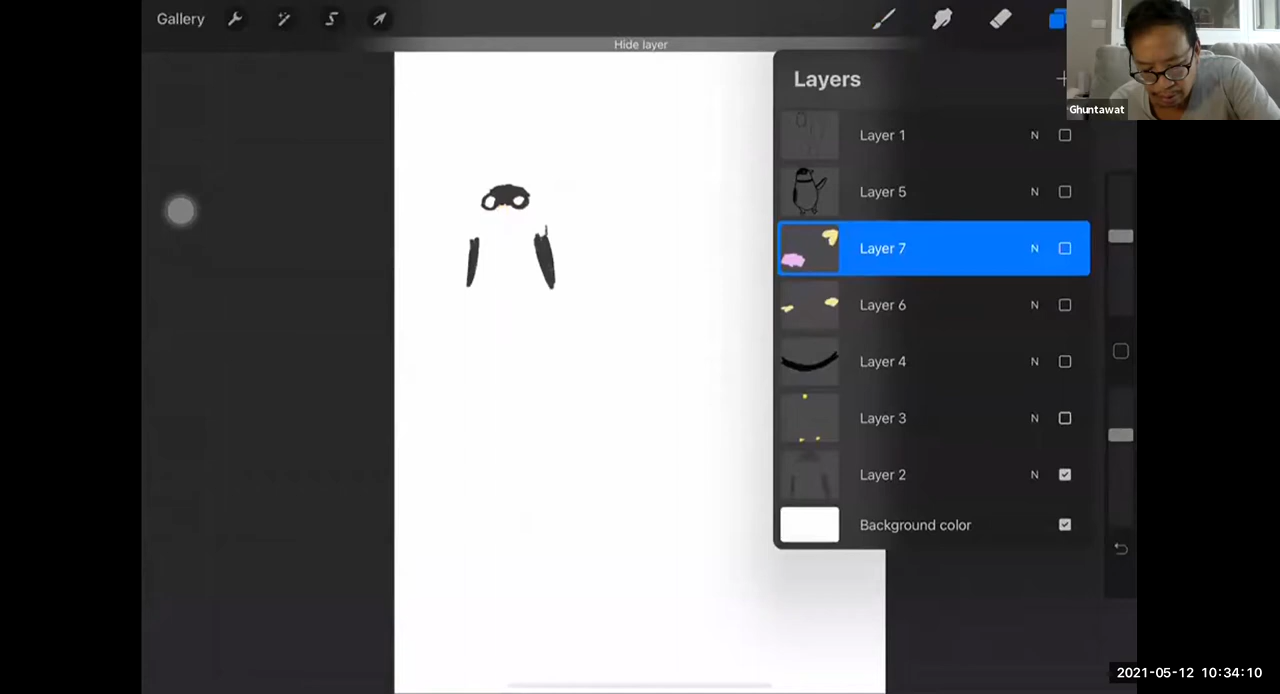 Gallery
Hide layer
Layers
Ghuntawat
Layer 1 N
Layer 5 N
Layer 7 N
Layer 6 N
Layer 4 N
Layer 3 N
Layer 2 N
Background color
2021-05-12 10:34:10